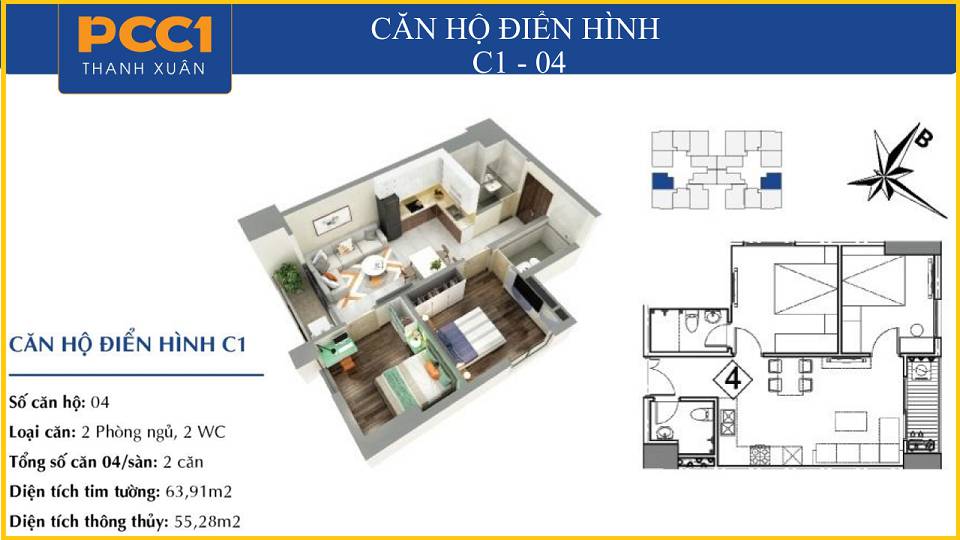 PCC1
THANH XUÂN
CĂN HỘ ĐIỂN HÌNH
C1 - 04
B
4
CĂN HỘ ĐIỂN HÌNH C1
Số căn hộ: 04
Loại căn: 2 Phòng ngủ, 2 WC
Tổng số căn 04/sàn: 2 căn
Diện tích tim tường: 63,91m2
Diện tích thông thủy: 55,28m2